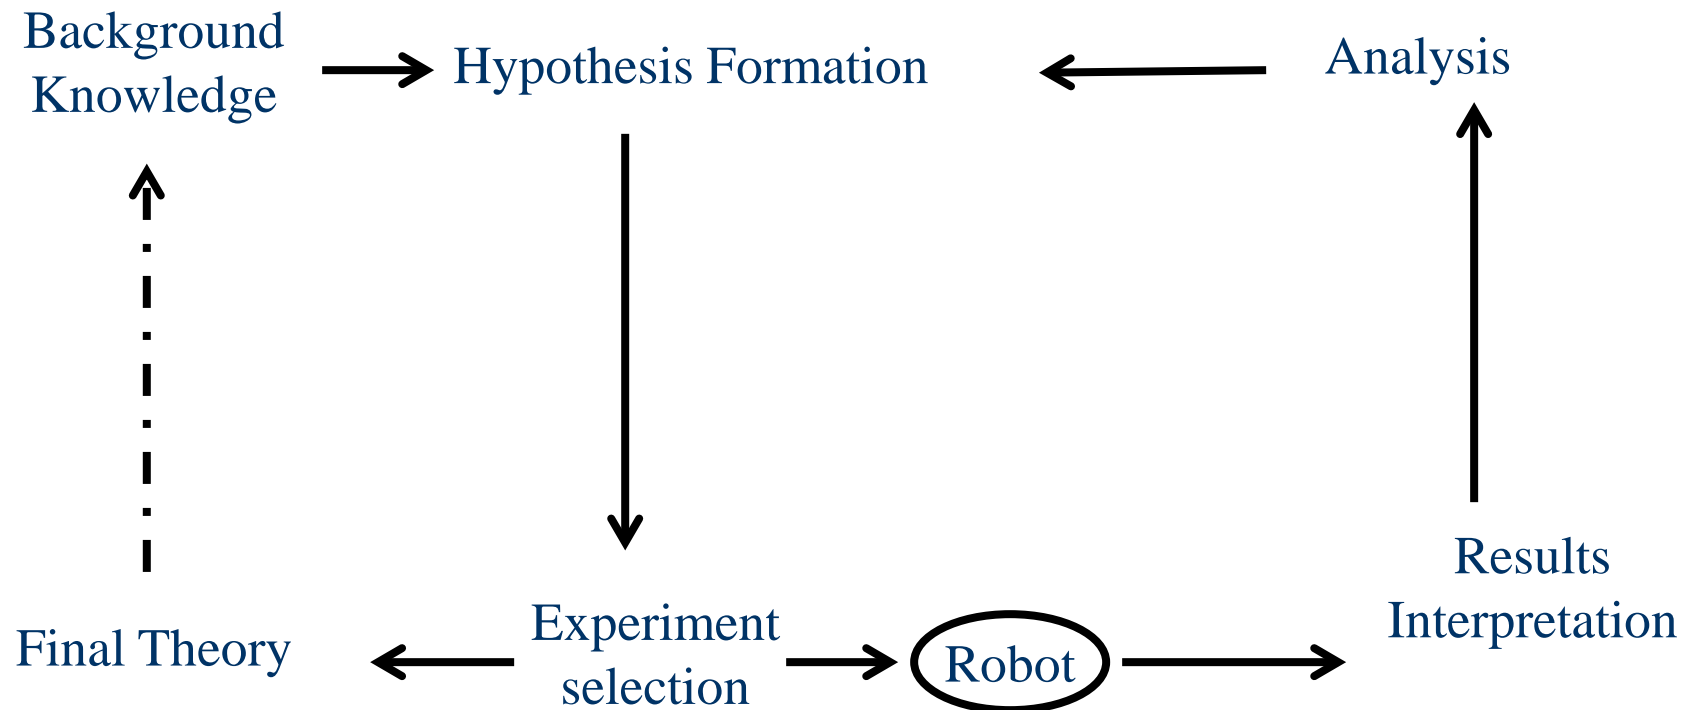 Background
Knowledge
Hypothesis Formation
Analysis
Final Theory
Experiment
selection
Robot
Results
Interpretation